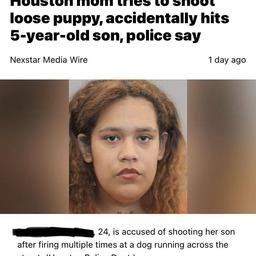 Houston mom tries to shoot
loose puppy, accidentally hits
5-year-old son, police say
Nexstar Media Wire
1 day ago
, 24, is accused of shooting her son
after firing multiple times at a dog running across the